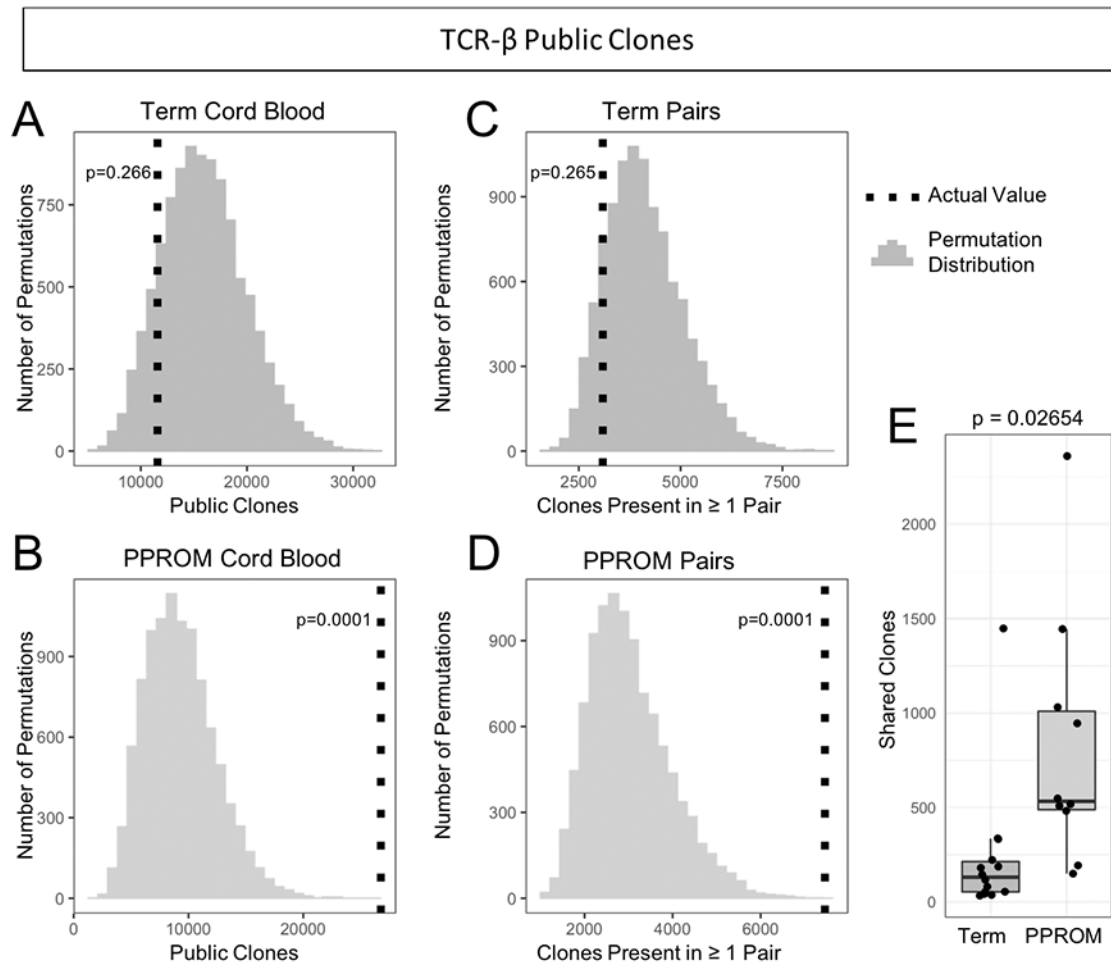 TCR-β Public Clones
A
Term Cord Blood
p=0.266
Number of Permutations
750
500
250
0
10000 20000 30000
Public Clones
C
Term Pairs
p=0.265
Number of Permutations
900
600
300
0
2500 5000 7500
Clones Present in ≥ 1 Pair
Actual Value
Permutation
Distribution
B
PPROM Cord Blood
p=0.0001
Number of Permutations
900
600
300
0
0 10000 20000
Public Clones
D
PPROM Pairs
p=0.0001
Number of Permutations
900
600
300
0
2000 4000 6000
Clones Present in ≥ 1 Pair
E
p = 0.02654
Shared Clones
2000
1500
1000
500
0
Term PPROM